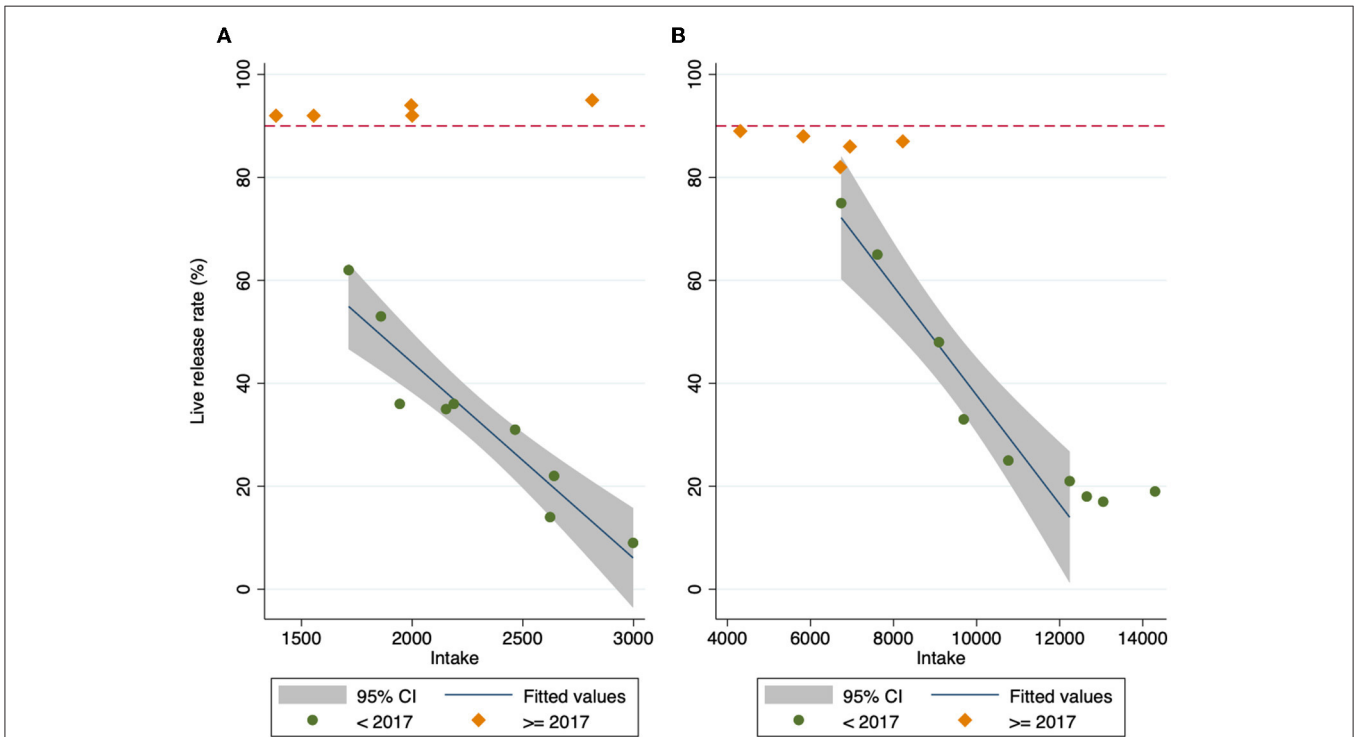 A
B
Live release rate (%)
100
80
60
40
20
0
1500 2000 2500 3000
Intake
100
80
60
40
20
0
4000 6000 8000 10000 12000 14000
Intake
95% CI Fitted values
< 2017 >= 2017
95% CI Fitted values
< 2017 >= 2017